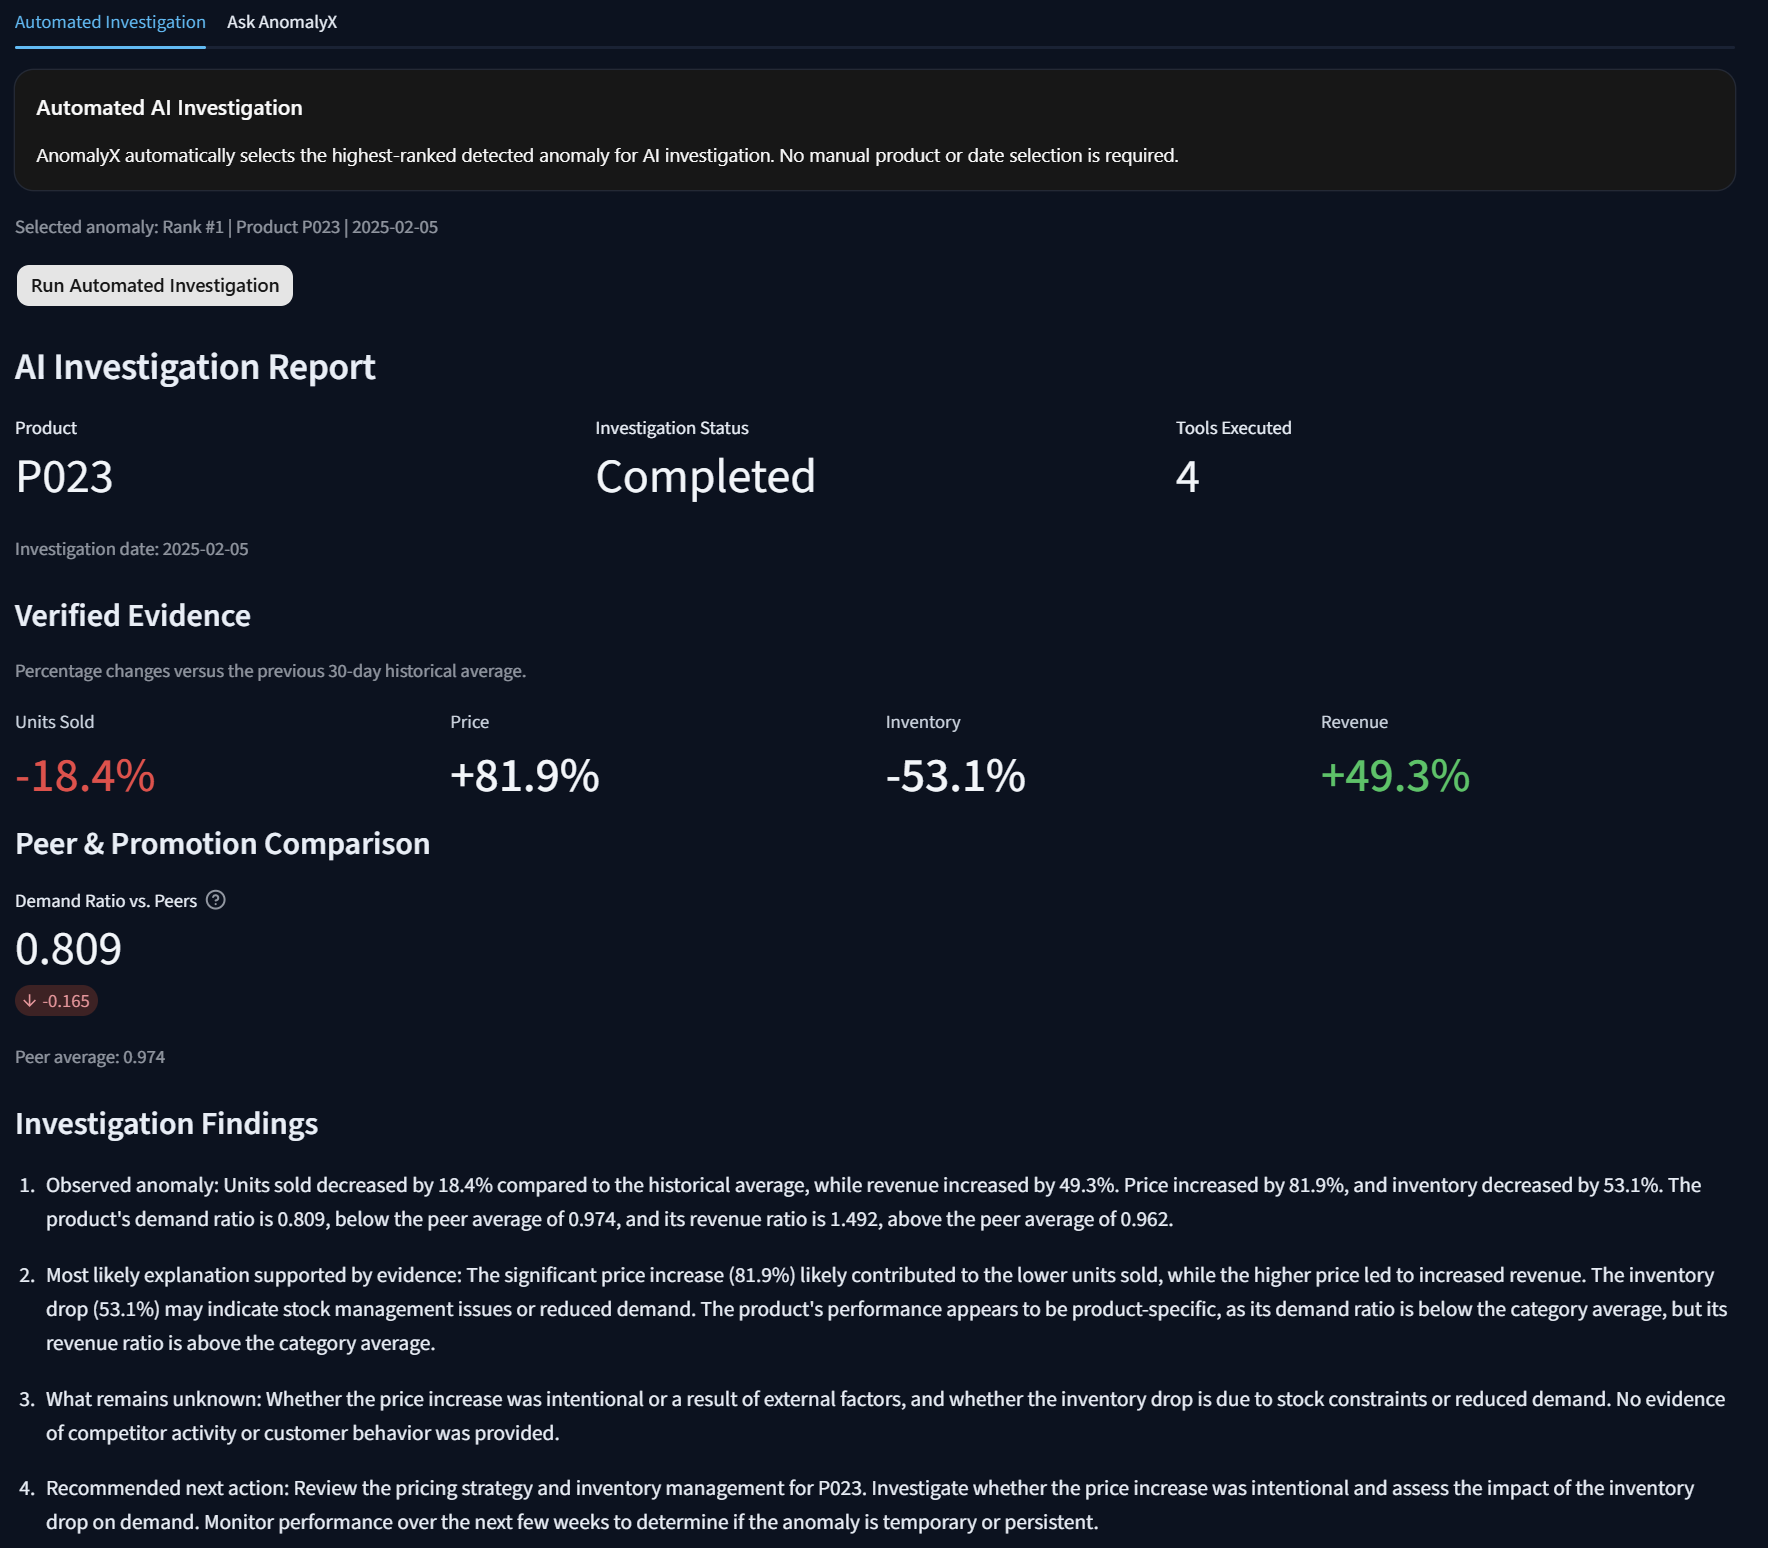 Automated Investigation
Ask AnomalyX
Automated AI Investigation
AnomalyX automatically selects the highest-ranked detected anomaly for AI investigation. No manual product or date selection is required.
Selected anomaly: Rank #1 | Product P023 | 2025-02-05
Run Automated Investigation
AI Investigation Report
Product
P023
Investigation Status
Completed
Tools Executed
4
Investigation date: 2025-02-05
Verified Evidence
Percentage changes versus the previous 30-day historical average.
Units Sold
-18.4%
Price
+81.9%
Inventory
-53.1%
Revenue
+49.3%
Peer & Promotion Comparison
Demand Ratio vs. Peers ?
0.809
↓ -0.165
Peer average: 0.974
Investigation Findings
1. Observed anomaly: Units sold decreased by 18.4% compared to the historical average, while revenue increased by 49.3%. Price increased by 81.9%, and inventory decreased by 53.1%. The
product's demand ratio is 0.809, below the peer average of 0.974, and its revenue ratio is 1.492, above the peer average of 0.962.
2. Most likely explanation supported by evidence: The significant price increase (81.9%) likely contributed to the lower units sold, while the higher price led to increased revenue. The inventory
drop (53.1%) may indicate stock management issues or reduced demand. The product's performance appears to be product-specific, as its demand ratio is below the category average, but its
revenue ratio is above the category average.
3. What remains unknown: Whether the price increase was intentional or a result of external factors, and whether the inventory drop is due to stock constraints or reduced demand. No evidence
of competitor activity or customer behavior was provided.
4. Recommended next action: Review the pricing strategy and inventory management for P023. Investigate whether the price increase was intentional and assess the impact of the inventory
drop on demand. Monitor performance over the next few weeks to determine if the anomaly is temporary or persistent.